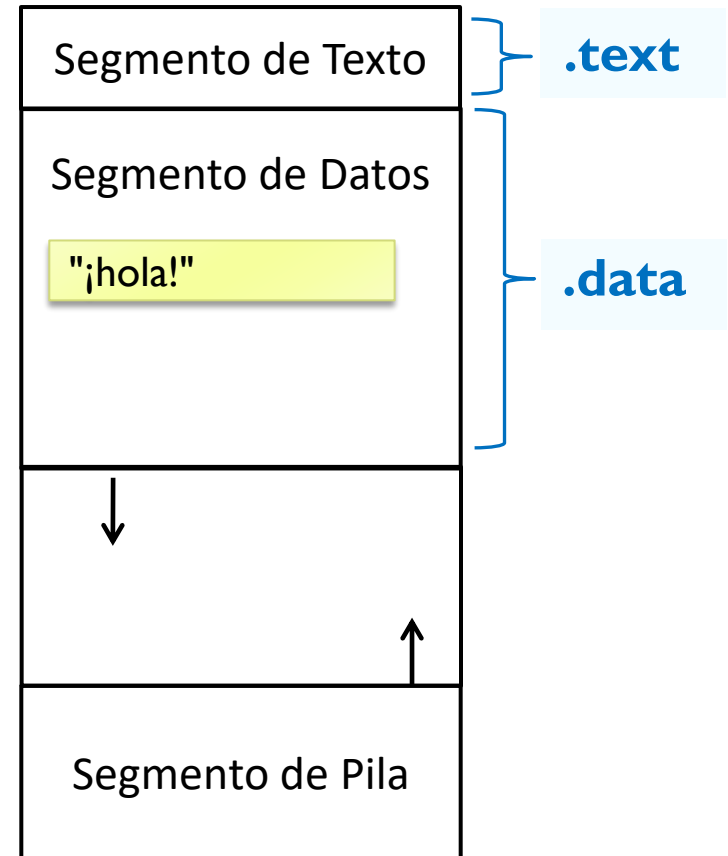 Segmento de Texto
.text
Segmento de Datos
"¡hola!"
.data
Segmento de Pila